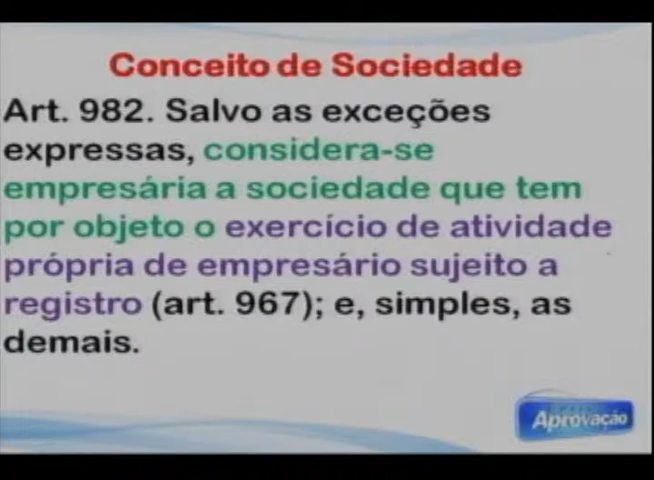 Conceito de Sociedade
Art. 982. Salvo as exceções
expressas, considera-se
empresária a sociedade que tem
por objeto o exercício de atividade
própria de empresário sujeito a
registro (art. 967); e, simples, as
demais.
Aprovação